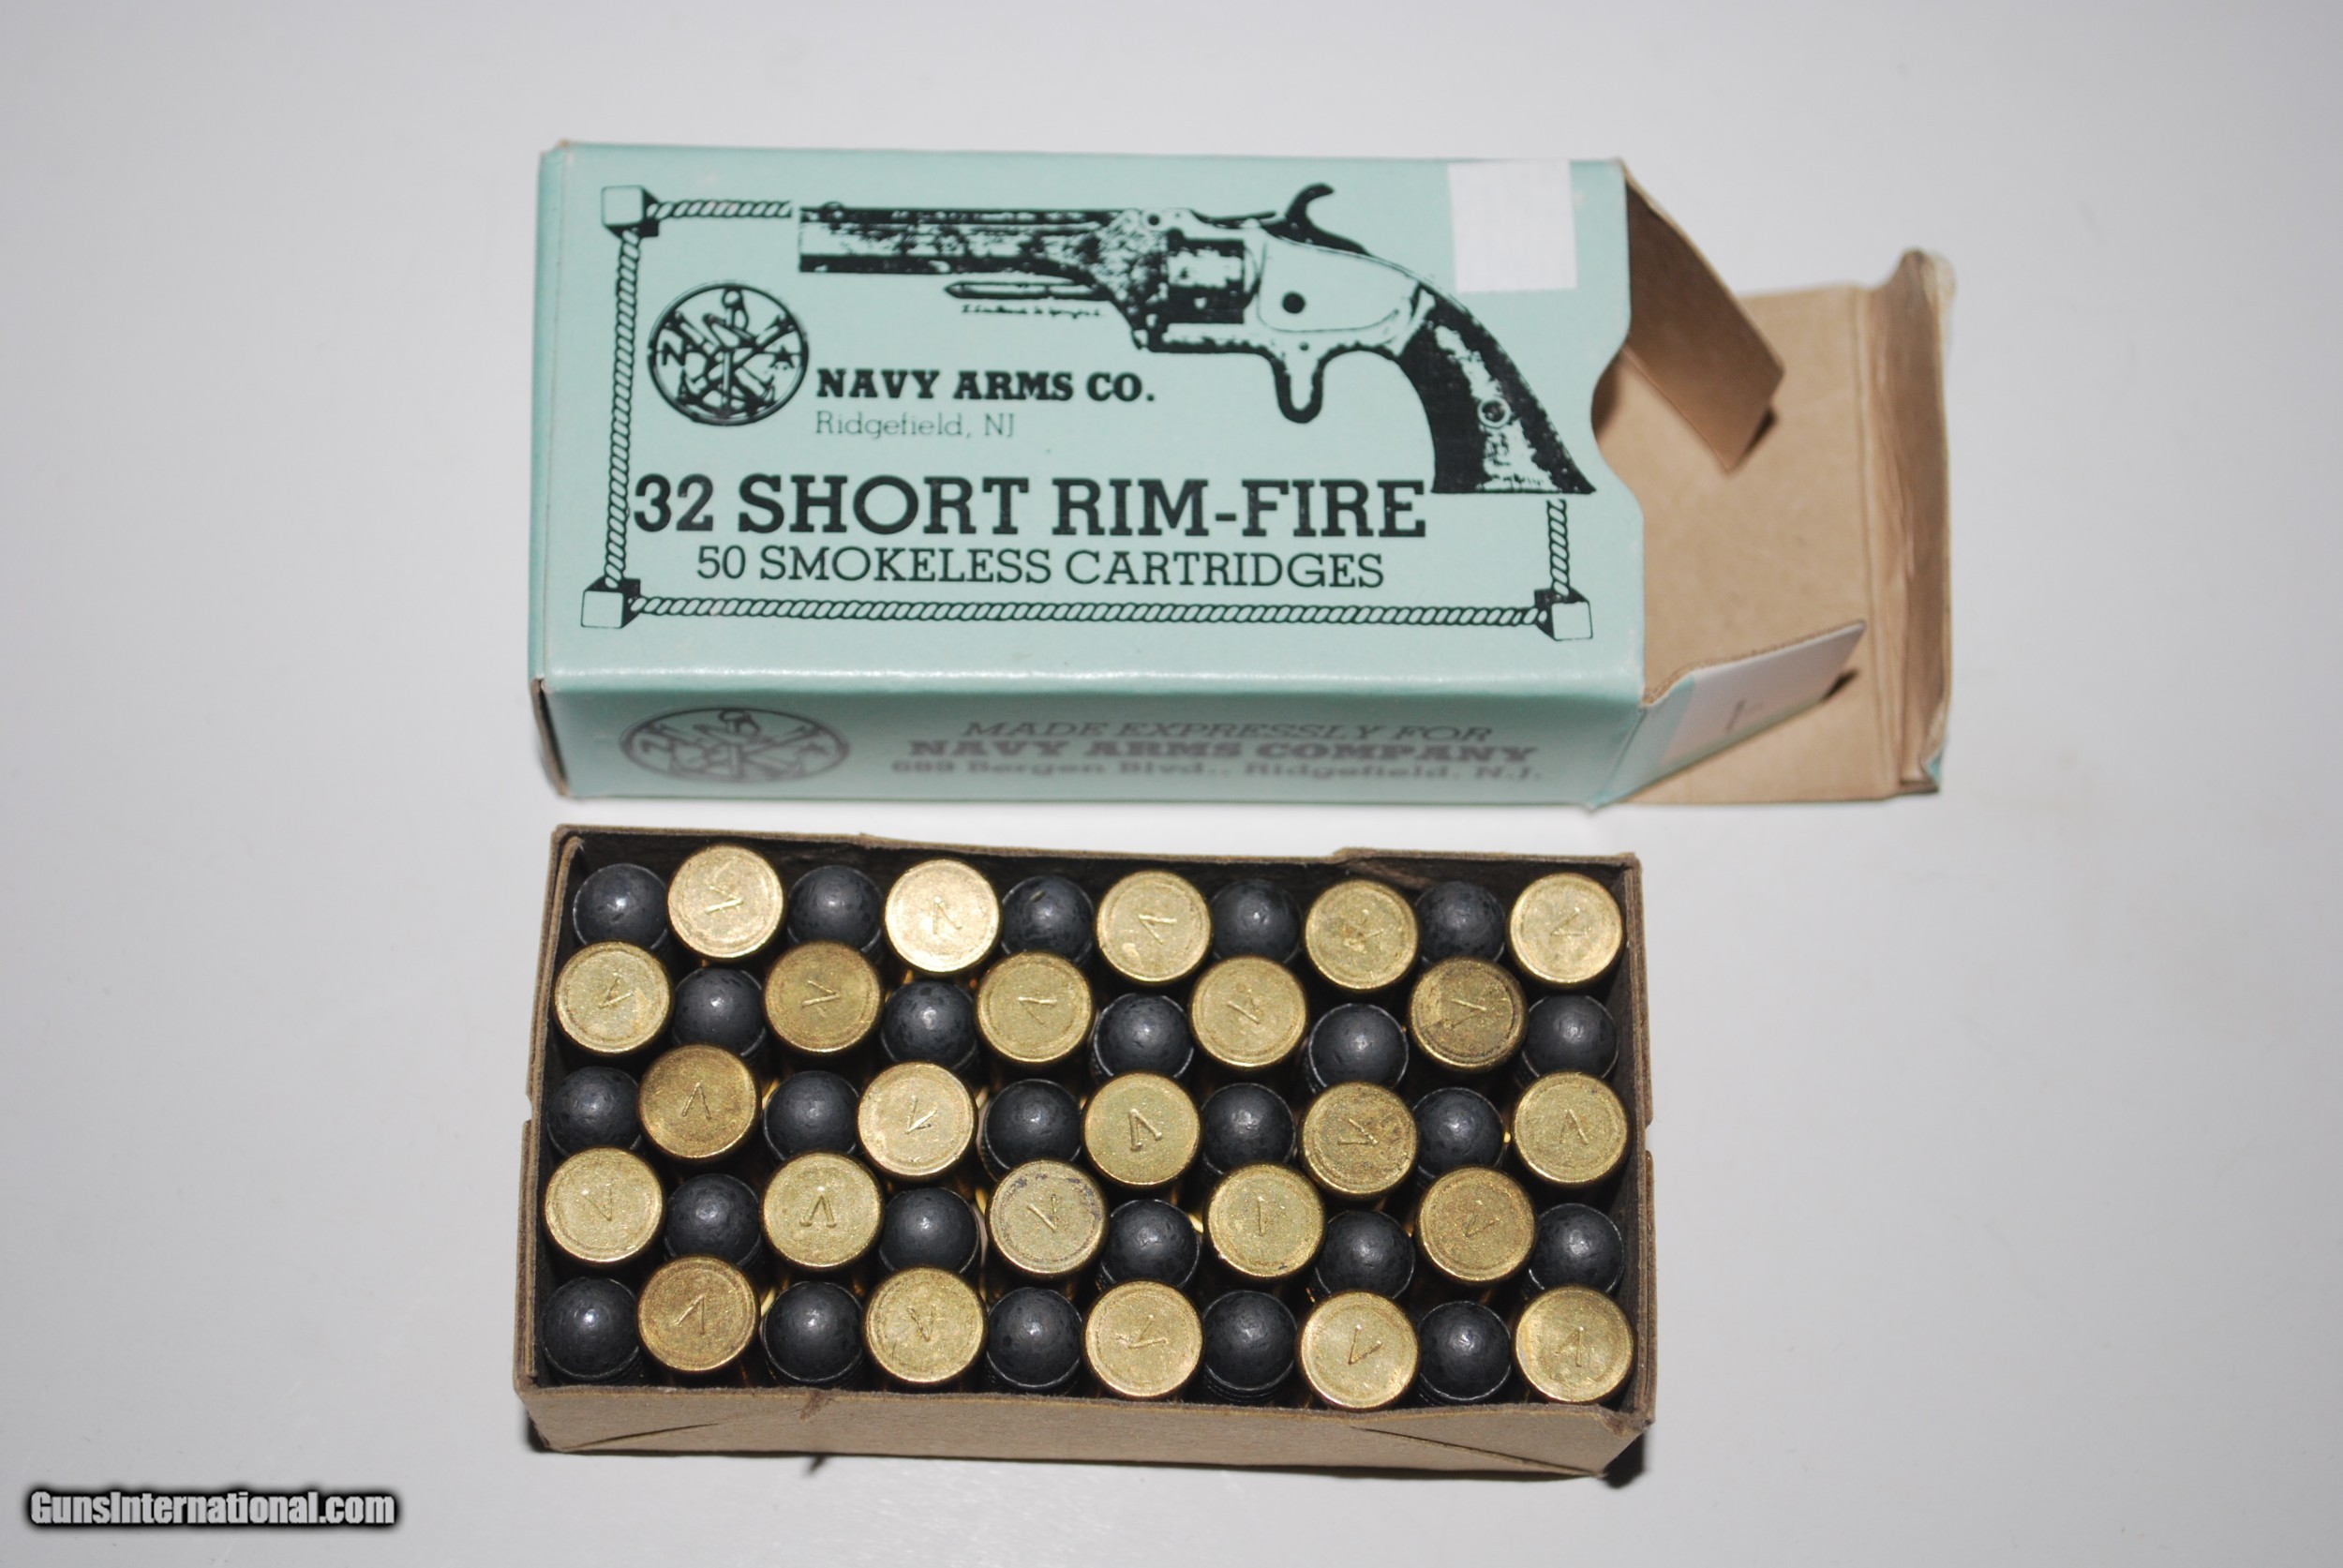 N A
NAVY ARMS CO.
Ridgefield, NJ
32 SHORT RIM-FIRE
50 SMOKELESS CARTRIDGES
N A
MADE EXPRESSLY FOR
NAVY ARMS COMPANY
689 Bergen Blvd., Ridgefield, N.J.
GunsInternational.com